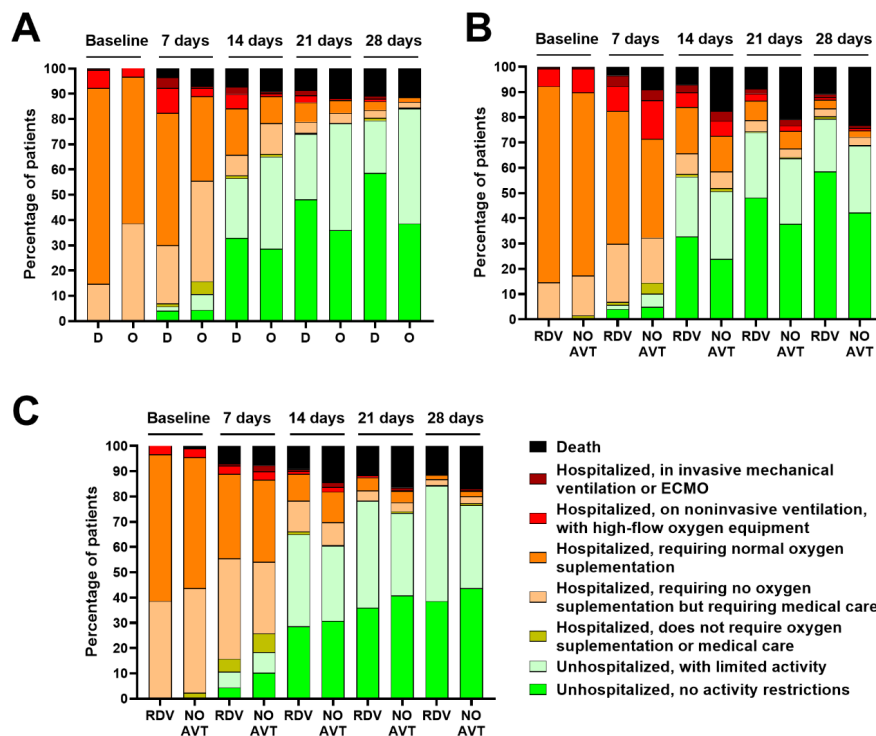 A
Baseline 7 days 14 days 21 days 28 days
Percentage of patients
100
90
80
70
60
50
40
30
20
10
0
D O D O D O D O D O
B
Baseline 7 days 14 days 21 days 28 days
Percentage of patients
100
90
80
70
60
50
40
30
20
10
0
RDV NO RDV NO RDV NO RDV NO RDV NO
AVT AVT AVT AVT AVT
C
Baseline 7 days 14 days 21 days 28 days
Percentage of patients
100
90
80
70
60
50
40
30
20
10
0
RDV NO RDV NO RDV NO RDV NO RDV NO
AVT AVT AVT AVT AVT
Death
Hospitalized, in invasive mechanical
ventilation or ECMO
Hospitalized, on noninvasive ventilation,
with high-flow oxygen equipment
Hospitalized, requiring normal oxygen
suplementation
Hospitalized, requiring no oxygen
suplementation but requiring medical care
Hospitalized, does not require oxygen
suplementation or medical care
Unhospitalized, with limited activity
Unhospitalized, no activity restrictions